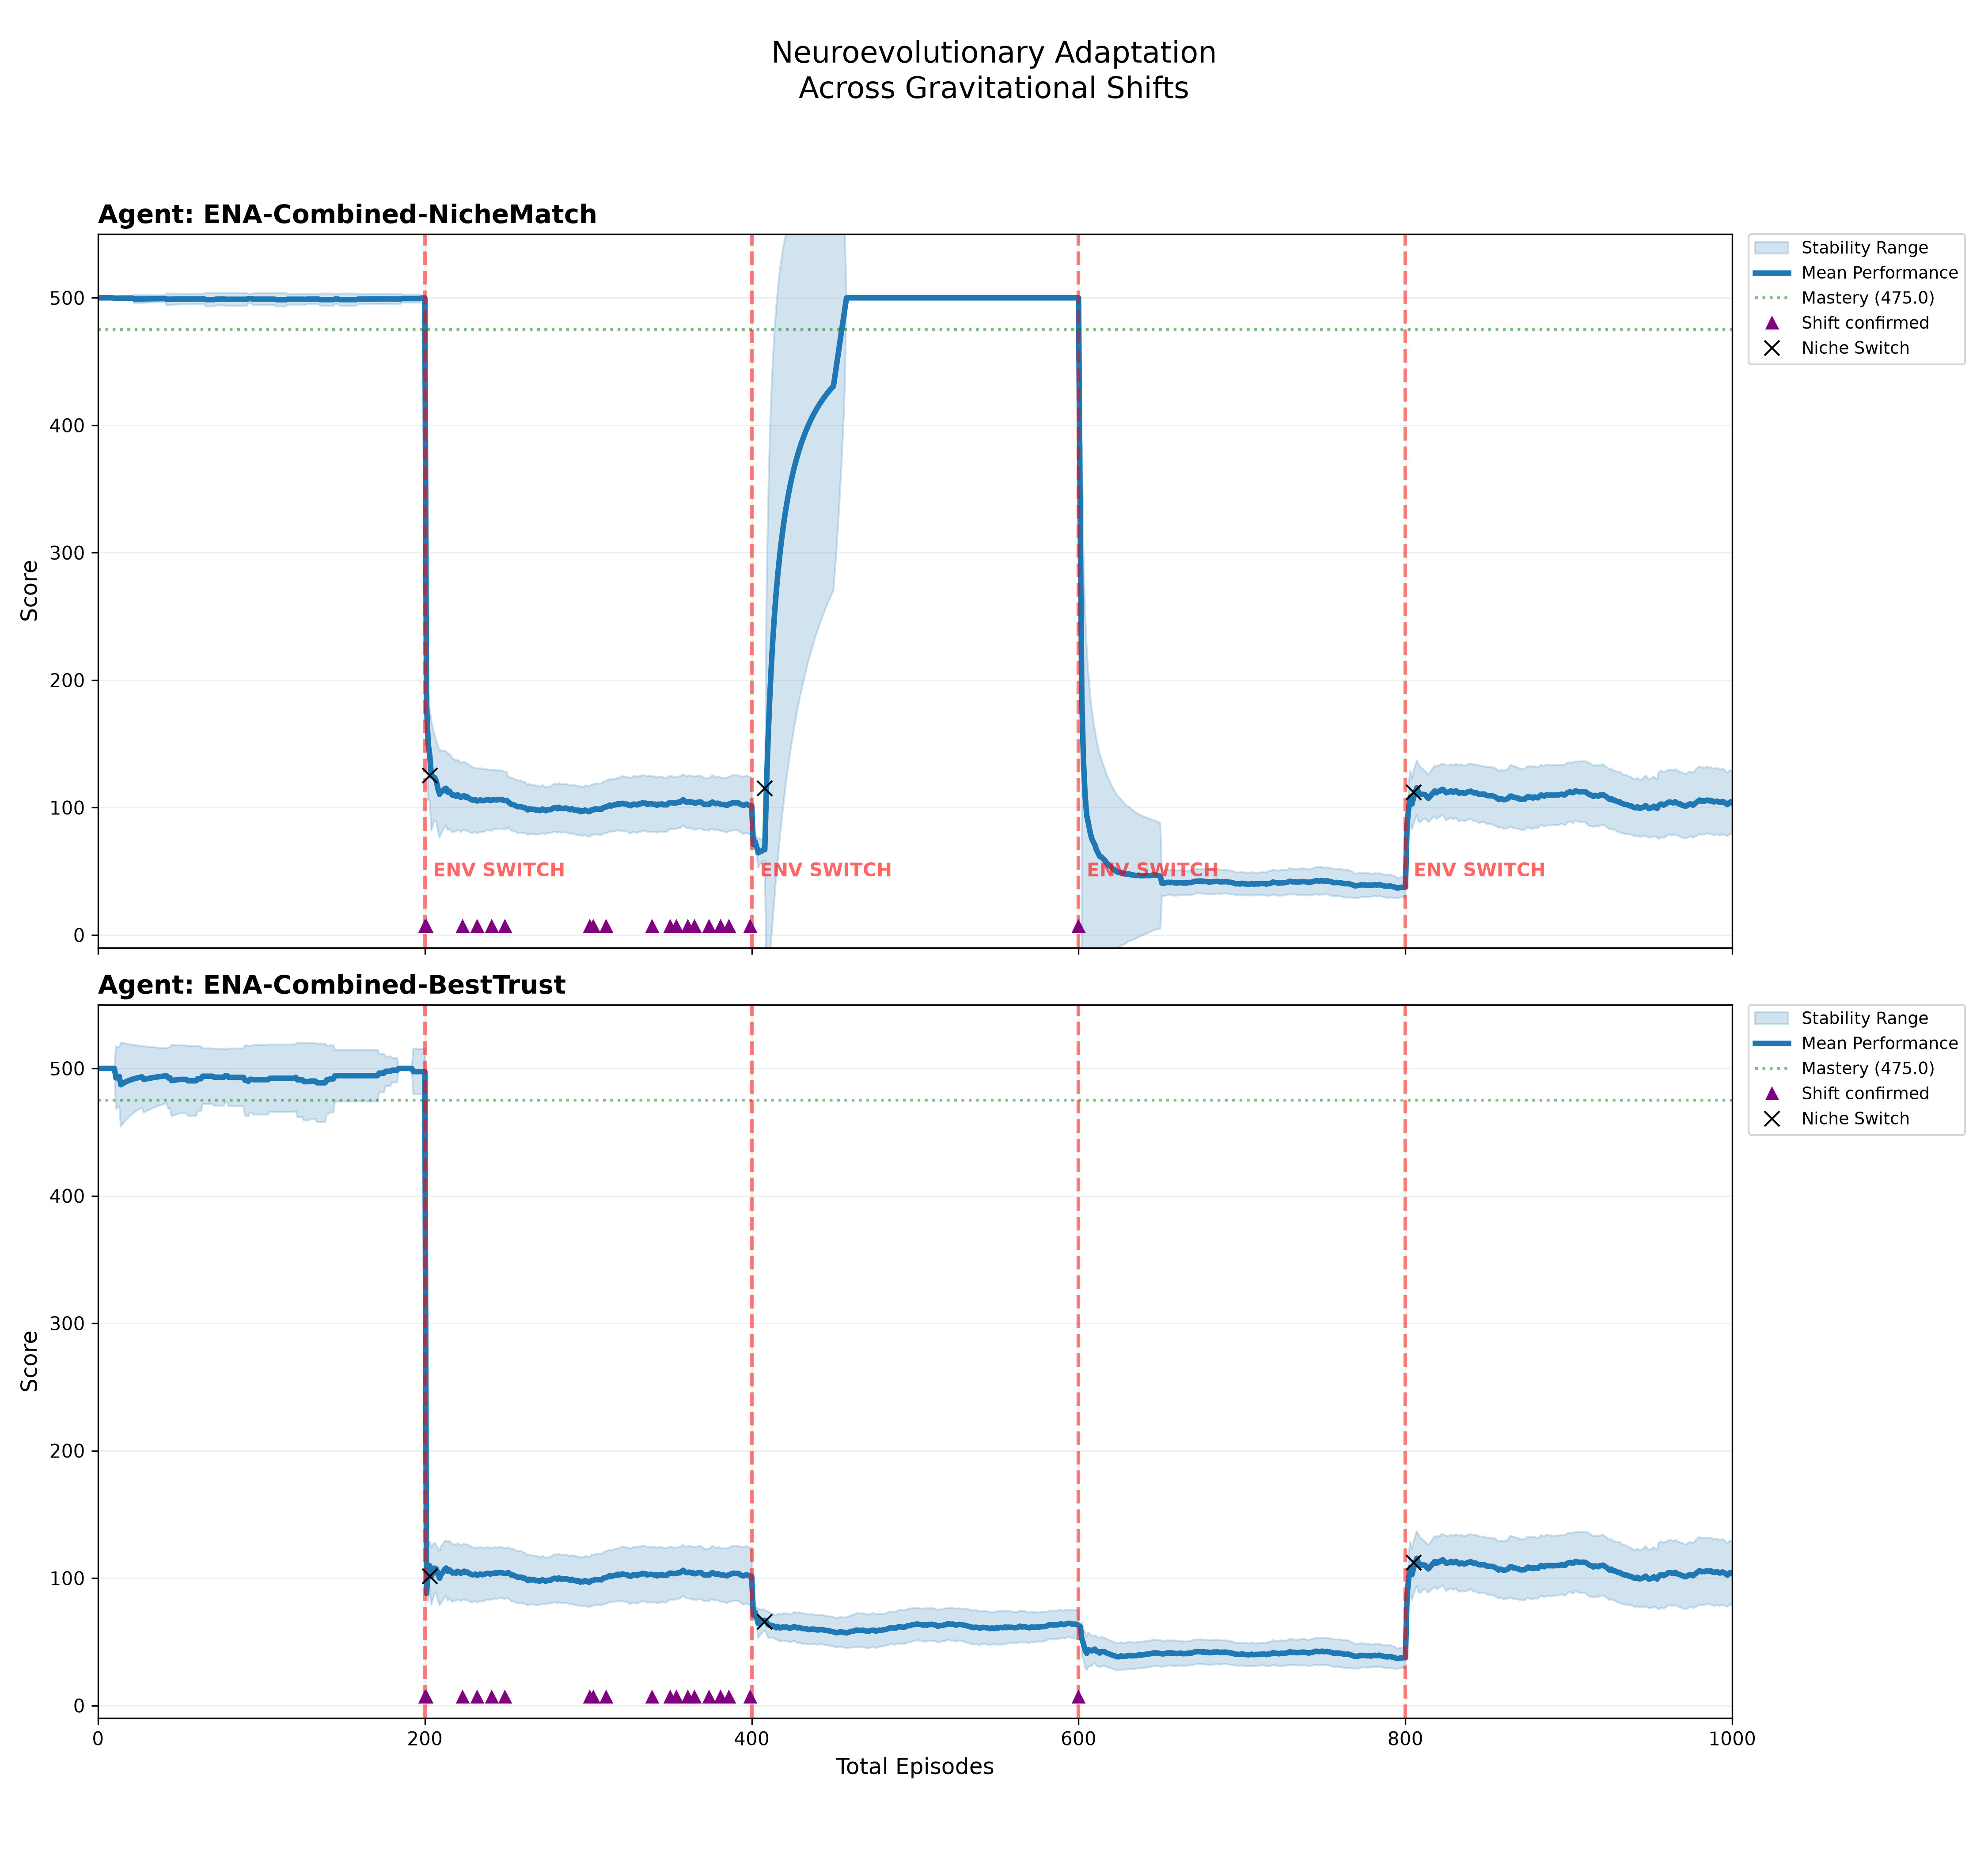 Neuroevolutionary Adaptation
Across Gravitational Shifts
Agent: ENA-Combined-NicheMatch
Score
500
400
300
200
100
0
ENV SWITCH
ENV SWITCH
ENV SWITCH
ENV SWITCH
Stability Range
Mean Performance
Mastery (475.0)
Shift confirmed
Niche Switch
Agent: ENA-Combined-BestTrust
Score
500
400
300
200
100
0
Stability Range
Mean Performance
Mastery (475.0)
Shift confirmed
Niche Switch
0 200 400 600 800 1000
Total Episodes